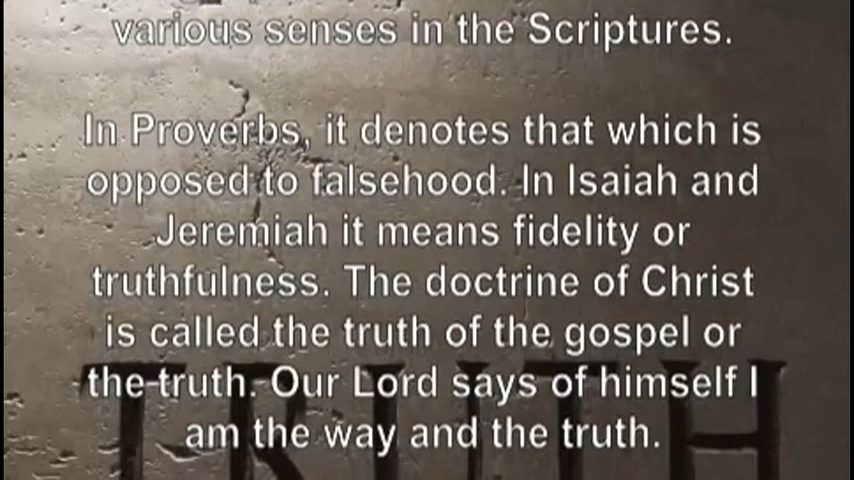 various senses in the Scriptures.
In Proverbs, it denotes that which is
opposed to falsehood. In Isaiah and
Jeremiah it means fidelity or
truthfulness. The doctrine of Christ
is called the truth of the gospel or
the truth. Our Lord says of himself I
am the way and the truth.
TRUTH